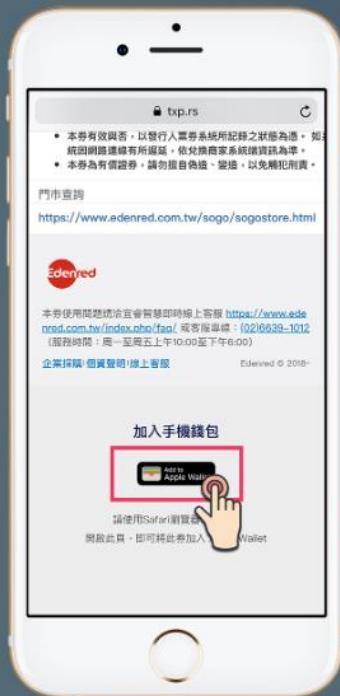 txp.rs
• 本券有效與否，以發行人票券系統所記錄之狀態為憑。如
統因網路連線有所遲延，依兌換商家系統端資訊為準。
• 本券為有價證券，請勿擅自偽造、變造，以免觸犯刑責。
門市查詢
https://www.edenred.com.tw/sogo/sogostore.html
Edenred
本券使用問題請洽宜睿智慧即時線上客服 https://www.ede
nred.com.tw/index.php/faq/ 或客服專線：(02)6639-1012
（服務時間：周一至周五上午10:00至下午6:00）
企業採購|個資聲明|線上客服 Edenred © 2018-
加入手機錢包
Add to
Apple Wallet
請使用Safari瀏覽器
開啟此頁，即可將此券加入 Wallet